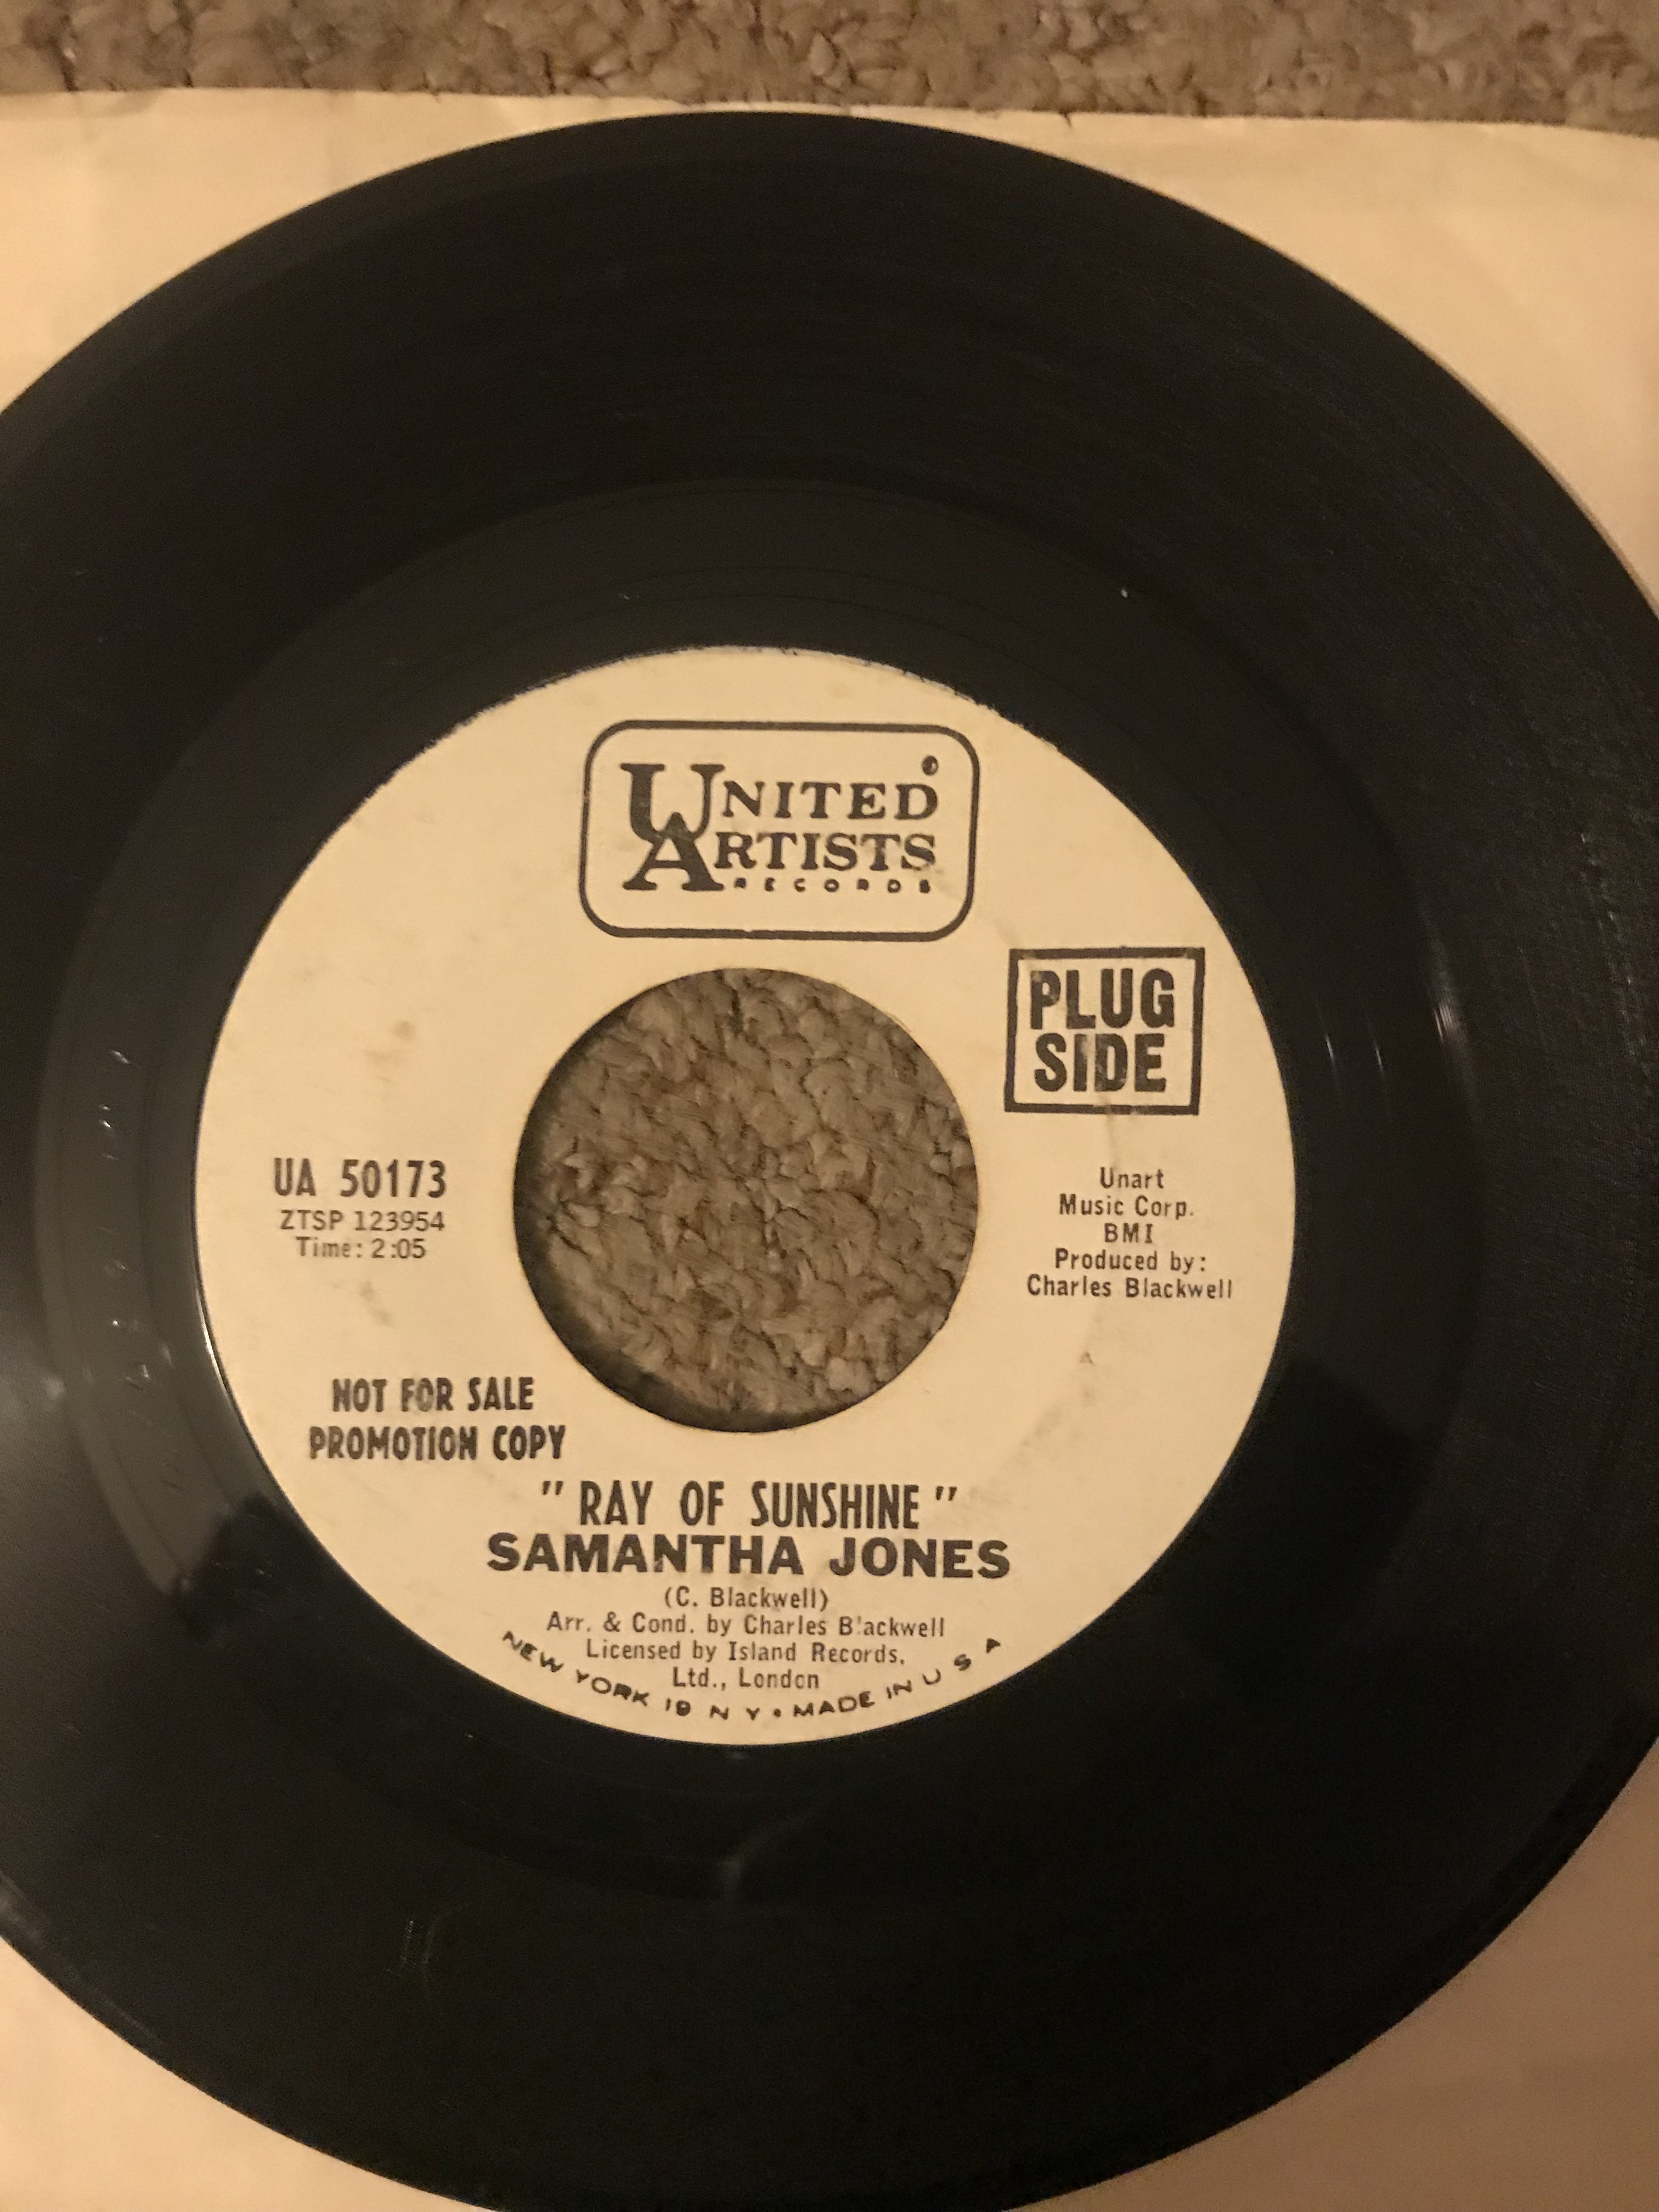 UNITED
ARTISTS
RECORDS
PLUG
SIDE
UA 50173
ZTSP 123954
Time: 2:05
Unart
Music Corp.
BMI
Produced by:
Charles Blackwell
NOT FOR SALE
PROMOTION COPY
"RAY OF SUNSHINE"
SAMANTHA JONES
(C. Blackwell)
Arr. & Cond. by Charles Blackwell
Licensed by Island Records,
Ltd., London
NEW YORK 19 N Y • MADE IN U S A